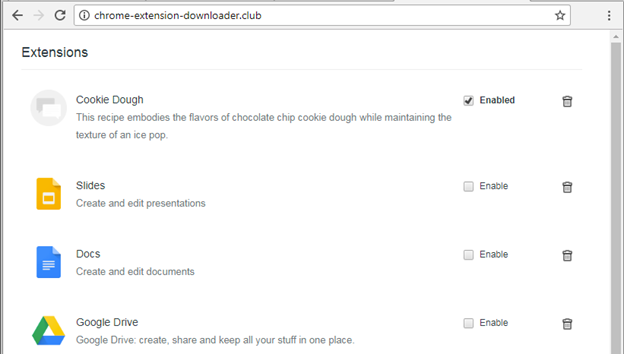 chrome-extension-downloader.club
Extensions
Cookie Dough
Enabled
This recipe embodies the flavors of chocolate chip cookie dough while maintaining the
texture of an ice pop.
Slides
Enable
Create and edit presentations
Docs
Enable
Create and edit documents
Google Drive
Enable
Google Drive: create, share and keep all your stuff in one place.